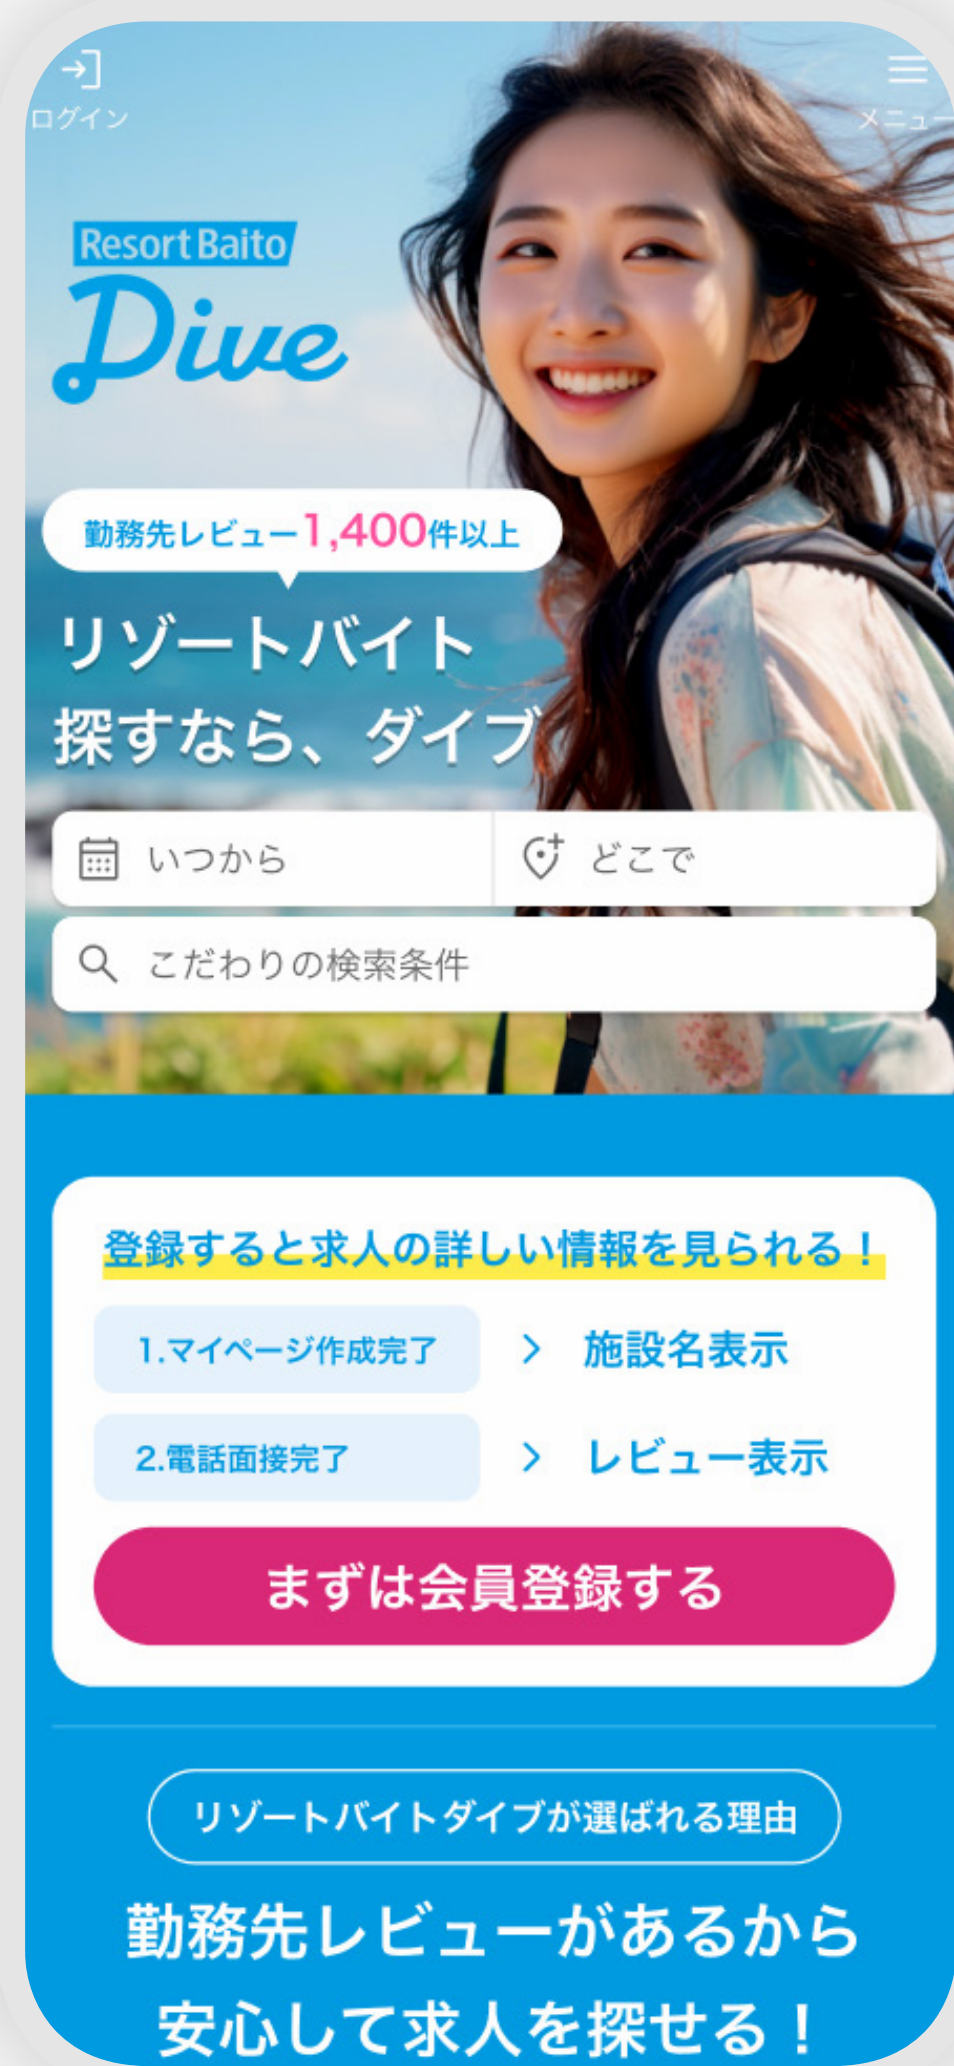 ログイン
メニュー
Resort Baito
Dive
勤務先レビュー1,400件以上
リゾートバイト
探すなら、ダイブ
いつから
どこで
こだわりの検索条件
登録すると求人の詳しい情報を見られる！
1.マイページ作成完了 > 施設名表示
2.電話面接完了 > レビュー表示
まずは会員登録する
リゾートバイトダイブが選ばれる理由
勤務先レビューがあるから
安心して求人を探せる！